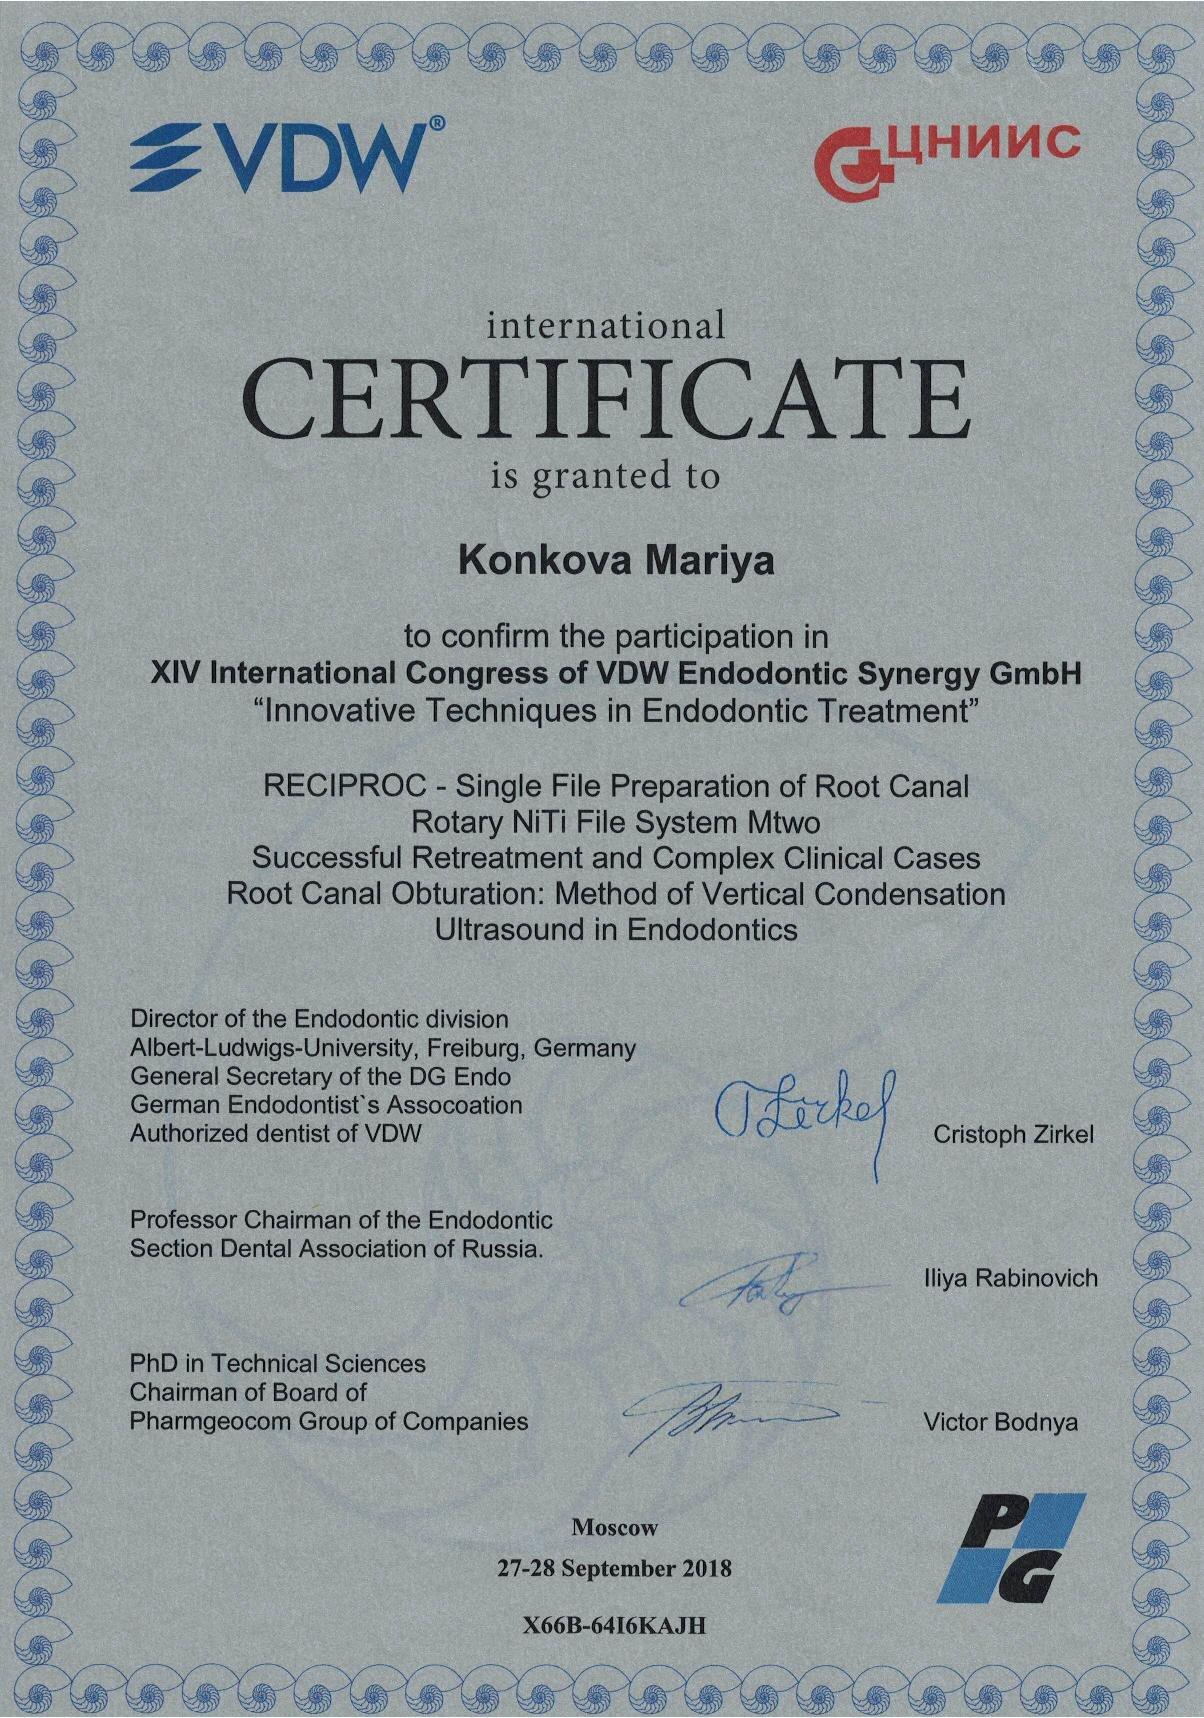 VDW®
ЦНИИС
international
CERTIFICATE
is granted to
Konkova Mariya
to confirm the participation in
XIV International Congress of VDW Endodontic Synergy GmbH
“Innovative Techniques in Endodontic Treatment”
RECIPROC - Single File Preparation of Root Canal
Rotary NiTi File System Mtwo
Successful Retreatment and Complex Clinical Cases
Root Canal Obturation: Method of Vertical Condensation
Ultrasound in Endodontics
Director of the Endodontic division
Albert-Ludwigs-University, Freiburg, Germany
General Secretary of the DG Endo
German Endodontist`s Assocoation
Authorized dentist of VDW
Cristoph Zirkel
Professor Chairman of the Endodontic
Section Dental Association of Russia.
Iliya Rabinovich
PhD in Technical Sciences
Chairman of Board of
Pharmgeocom Group of Companies
Victor Bodnya
PG
Moscow
27-28 September 2018
X66B-64I6KAJH